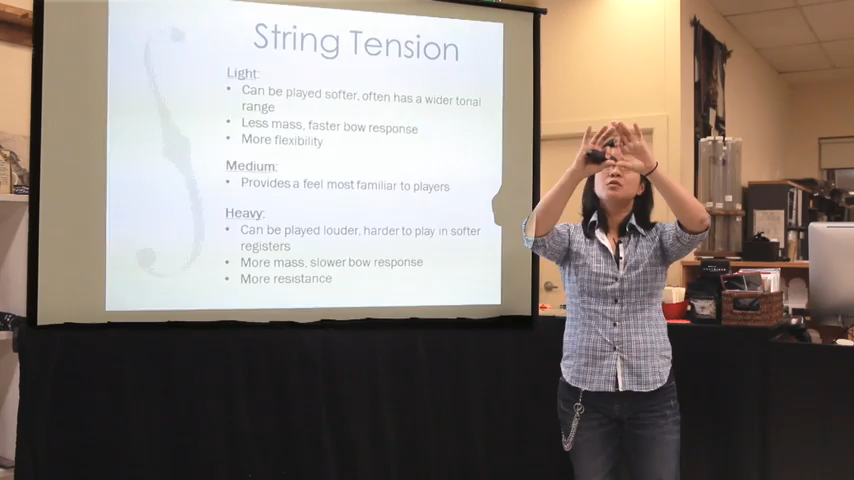 String Tension
Light:
• Can be played softer, often has a wider tonal
range
• Less mass, faster bow response
• More flexibility
Medium:
• Provides a feel most familiar to players
Heavy:
• Can be played louder, harder to play in softer
registers
• More mass, slower bow response
• More resistance